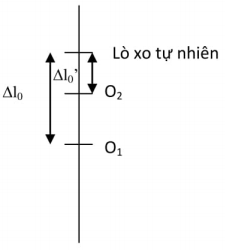 Lò xo tự nhiên
Δl₀'
Δl₀
O₂
O₁